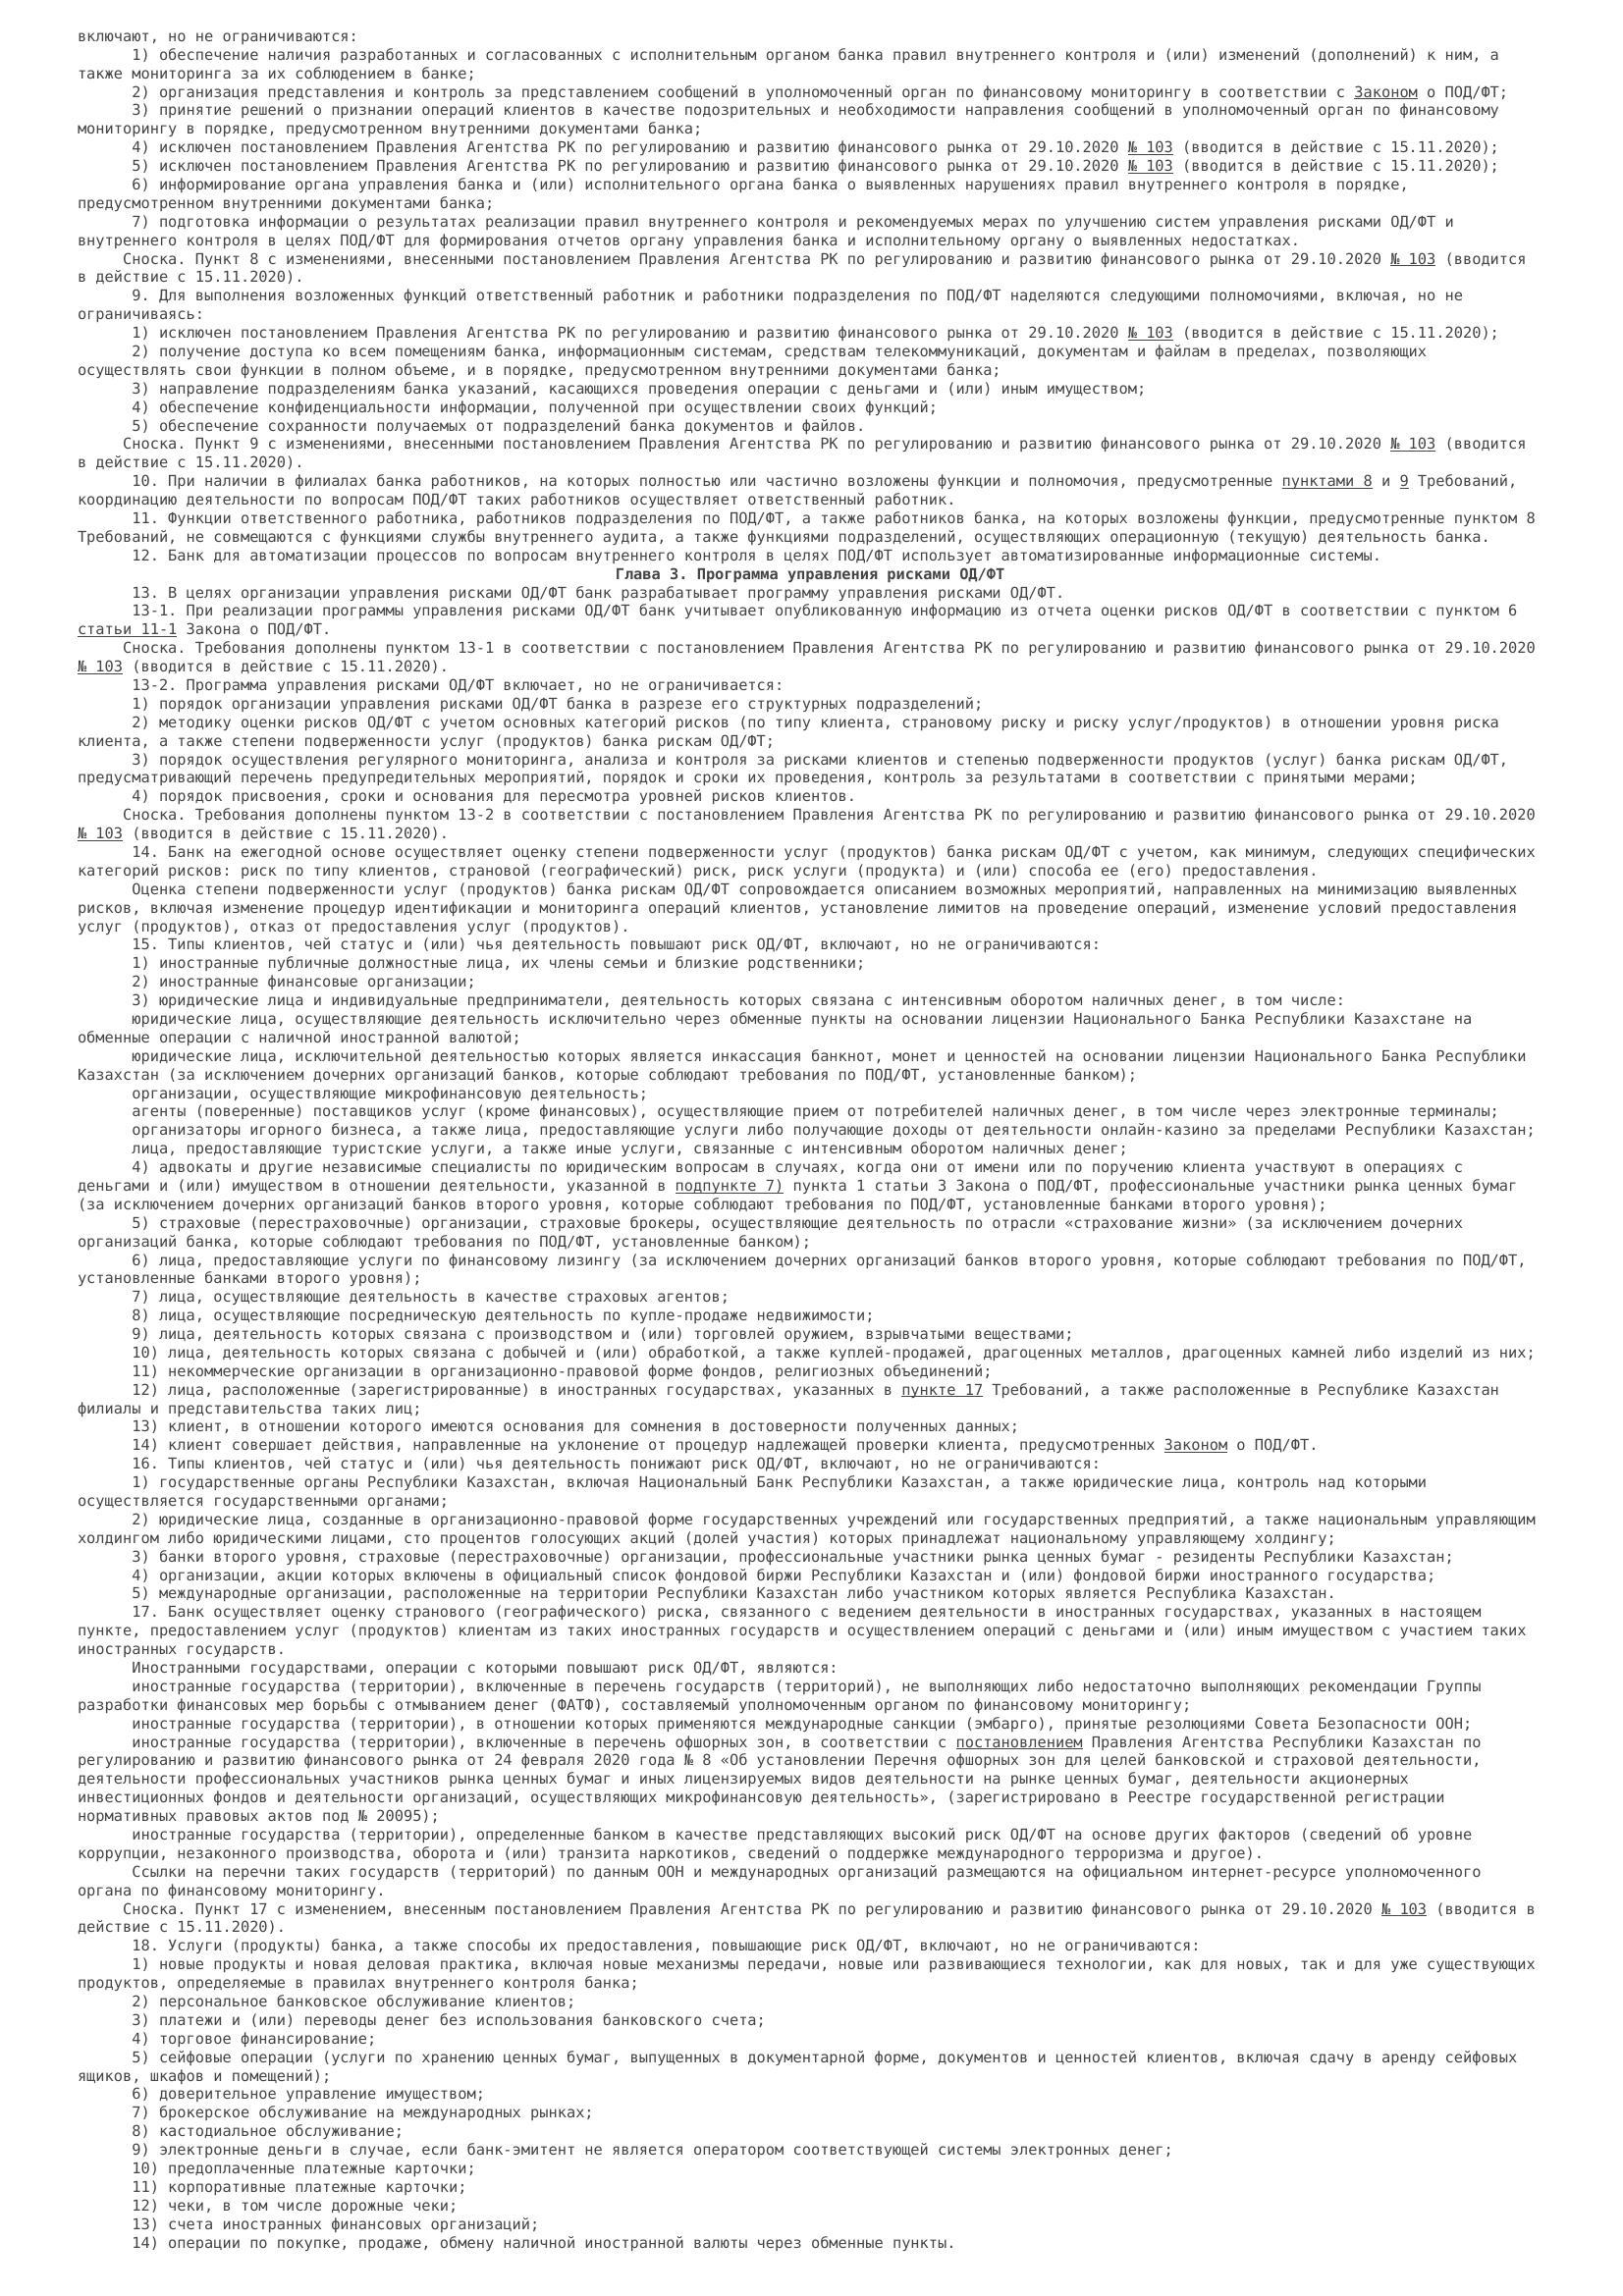 включают, но не ограничиваются:
1) обеспечение наличия разработанных и согласованных с исполнительным органом банка правил внутреннего контроля и (или) изменений (дополнений) к ним, а
также мониторинга за их соблюдением в банке;
2) организация представления и контроль за представлением сообщений в уполномоченный орган по финансовому мониторингу в соответствии с Законом о ПОД/ФТ;
3) принятие решений о признании операций клиентов в качестве подозрительных и необходимости направления сообщений в уполномоченный орган по финансовому
мониторингу в порядке, предусмотренном внутренними документами банка;
4) исключен постановлением Правления Агентства РК по регулированию и развитию финансового рынка от 29.10.2020 № 103 (вводится в действие с 15.11.2020);
5) исключен постановлением Правления Агентства РК по регулированию и развитию финансового рынка от 29.10.2020 № 103 (вводится в действие с 15.11.2020);
6) информирование органа управления банка и (или) исполнительного органа банка о выявленных нарушениях правил внутреннего контроля в порядке,
предусмотренном внутренними документами банка;
7) подготовка информации о результатах реализации правил внутреннего контроля и рекомендуемых мерах по улучшению систем управления рисками ОД/ФТ и
внутреннего контроля в целях ПОД/ФТ для формирования отчетов органу управления банка и исполнительному органу о выявленных недостатках.
Сноска. Пункт 8 с изменениями, внесенными постановлением Правления Агентства РК по регулированию и развитию финансового рынка от 29.10.2020 № 103 (вводится
в действие с 15.11.2020).
9. Для выполнения возложенных функций ответственный работник и работники подразделения по ПОД/ФТ наделяются следующими полномочиями, включая, но не
ограничиваясь:
1) исключен постановлением Правления Агентства РК по регулированию и развитию финансового рынка от 29.10.2020 № 103 (вводится в действие с 15.11.2020);
2) получение доступа ко всем помещениям банка, информационным системам, средствам телекоммуникаций, документам и файлам в пределах, позволяющих
осуществлять свои функции в полном объеме, и в порядке, предусмотренном внутренними документами банка;
3) направление подразделениям банка указаний, касающихся проведения операции с деньгами и (или) иным имуществом;
4) обеспечение конфиденциальности информации, полученной при осуществлении своих функций;
5) обеспечение сохранности получаемых от подразделений банка документов и файлов.
Сноска. Пункт 9 с изменениями, внесенными постановлением Правления Агентства РК по регулированию и развитию финансового рынка от 29.10.2020 № 103 (вводится
в действие с 15.11.2020).
10. При наличии в филиалах банка работников, на которых полностью или частично возложены функции и полномочия, предусмотренные пунктами 8 и 9 Требований,
координацию деятельности по вопросам ПОД/ФТ таких работников осуществляет ответственный работник.
11. Функции ответственного работника, работников подразделения по ПОД/ФТ, а также работников банка, на которых возложены функции, предусмотренные пунктом 8
Требований, не совмещаются с функциями службы внутреннего аудита, а также функциями подразделений, осуществляющих операционную (текущую) деятельность банка.
12. Банк для автоматизации процессов по вопросам внутреннего контроля в целях ПОД/ФТ использует автоматизированные информационные системы.
Глава 3. Программа управления рисками ОД/ФТ
13. В целях организации управления рисками ОД/ФТ банк разрабатывает программу управления рисками ОД/ФТ.
13-1. При реализации программы управления рисками ОД/ФТ банк учитывает опубликованную информацию из отчета оценки рисков ОД/ФТ в соответствии с пунктом 6
статьи 11-1 Закона о ПОД/ФТ.
Сноска. Требования дополнены пунктом 13-1 в соответствии с постановлением Правления Агентства РК по регулированию и развитию финансового рынка от 29.10.2020
№ 103 (вводится в действие с 15.11.2020).
13-2. Программа управления рисками ОД/ФТ включает, но не ограничивается:
1) порядок организации управления рисками ОД/ФТ банка в разрезе его структурных подразделений;
2) методику оценки рисков ОД/ФТ с учетом основных категорий рисков (по типу клиента, страновому риску и риску услуг/продуктов) в отношении уровня риска
клиента, а также степени подверженности услуг (продуктов) банка рискам ОД/ФТ;
3) порядок осуществления регулярного мониторинга, анализа и контроля за рисками клиентов и степенью подверженности продуктов (услуг) банка рискам ОД/ФТ,
предусматривающий перечень предупредительных мероприятий, порядок и сроки их проведения, контроль за результатами в соответствии с принятыми мерами;
4) порядок присвоения, сроки и основания для пересмотра уровней рисков клиентов.
Сноска. Требования дополнены пунктом 13-2 в соответствии с постановлением Правления Агентства РК по регулированию и развитию финансового рынка от 29.10.2020
№ 103 (вводится в действие с 15.11.2020).
14. Банк на ежегодной основе осуществляет оценку степени подверженности услуг (продуктов) банка рискам ОД/ФТ с учетом, как минимум, следующих специфических
категорий рисков: риск по типу клиентов, страновой (географический) риск, риск услуги (продукта) и (или) способа ее (его) предоставления.
Оценка степени подверженности услуг (продуктов) банка рискам ОД/ФТ сопровождается описанием возможных мероприятий, направленных на минимизацию выявленных
рисков, включая изменение процедур идентификации и мониторинга операций клиентов, установление лимитов на проведение операций, изменение условий предоставления
услуг (продуктов), отказ от предоставления услуг (продуктов).
15. Типы клиентов, чей статус и (или) чья деятельность повышают риск ОД/ФТ, включают, но не ограничиваются:
1) иностранные публичные должностные лица, их члены семьи и близкие родственники;
2) иностранные финансовые организации;
3) юридические лица и индивидуальные предприниматели, деятельность которых связана с интенсивным оборотом наличных денег, в том числе:
юридические лица, осуществляющие деятельность исключительно через обменные пункты на основании лицензии Национального Банка Республики Казахстане на
обменные операции с наличной иностранной валютой;
юридические лица, исключительной деятельностью которых является инкассация банкнот, монет и ценностей на основании лицензии Национального Банка Республики
Казахстан (за исключением дочерних организаций банков, которые соблюдают требования по ПОД/ФТ, установленные банком);
организации, осуществляющие микрофинансовую деятельность;
агенты (поверенные) поставщиков услуг (кроме финансовых), осуществляющие прием от потребителей наличных денег, в том числе через электронные терминалы;
организаторы игорного бизнеса, а также лица, предоставляющие услуги либо получающие доходы от деятельности онлайн-казино за пределами Республики Казахстан;
лица, предоставляющие туристские услуги, а также иные услуги, связанные с интенсивным оборотом наличных денег;
4) адвокаты и другие независимые специалисты по юридическим вопросам в случаях, когда они от имени или по поручению клиента участвуют в операциях с
деньгами и (или) имуществом в отношении деятельности, указанной в подпункте 7) пункта 1 статьи 3 Закона о ПОД/ФТ, профессиональные участники рынка ценных бумаг
(за исключением дочерних организаций банков второго уровня, которые соблюдают требования по ПОД/ФТ, установленные банками второго уровня);
5) страховые (перестраховочные) организации, страховые брокеры, осуществляющие деятельность по отрасли «страхование жизни» (за исключением дочерних
организаций банка, которые соблюдают требования по ПОД/ФТ, установленные банком);
6) лица, предоставляющие услуги по финансовому лизингу (за исключением дочерних организаций банков второго уровня, которые соблюдают требования по ПОД/ФТ,
установленные банками второго уровня);
7) лица, осуществляющие деятельность в качестве страховых агентов;
8) лица, осуществляющие посредническую деятельность по купле-продаже недвижимости;
9) лица, деятельность которых связана с производством и (или) торговлей оружием, взрывчатыми веществами;
10) лица, деятельность которых связана с добычей и (или) обработкой, а также куплей-продажей, драгоценных металлов, драгоценных камней либо изделий из них;
11) некоммерческие организации в организационно-правовой форме фондов, религиозных объединений;
12) лица, расположенные (зарегистрированные) в иностранных государствах, указанных в пункте 17 Требований, а также расположенные в Республике Казахстан
филиалы и представительства таких лиц;
13) клиент, в отношении которого имеются основания для сомнения в достоверности полученных данных;
14) клиент совершает действия, направленные на уклонение от процедур надлежащей проверки клиента, предусмотренных Законом о ПОД/ФТ.
16. Типы клиентов, чей статус и (или) чья деятельность понижают риск ОД/ФТ, включают, но не ограничиваются:
1) государственные органы Республики Казахстан, включая Национальный Банк Республики Казахстан, а также юридические лица, контроль над которыми
осуществляется государственными органами;
2) юридические лица, созданные в организационно-правовой форме государственных учреждений или государственных предприятий, а также национальным управляющим
холдингом либо юридическими лицами, сто процентов голосующих акций (долей участия) которых принадлежат национальному управляющему холдингу;
3) банки второго уровня, страховые (перестраховочные) организации, профессиональные участники рынка ценных бумаг - резиденты Республики Казахстан;
4) организации, акции которых включены в официальный список фондовой биржи Республики Казахстан и (или) фондовой биржи иностранного государства;
5) международные организации, расположенные на территории Республики Казахстан либо участником которых является Республика Казахстан.
17. Банк осуществляет оценку странового (географического) риска, связанного с ведением деятельности в иностранных государствах, указанных в настоящем
пункте, предоставлением услуг (продуктов) клиентам из таких иностранных государств и осуществлением операций с деньгами и (или) иным имуществом с участием таких
иностранных государств.
Иностранными государствами, операции с которыми повышают риск ОД/ФТ, являются:
иностранные государства (территории), включенные в перечень государств (территорий), не выполняющих либо недостаточно выполняющих рекомендации Группы
разработки финансовых мер борьбы с отмыванием денег (ФАТФ), составляемый уполномоченным органом по финансовому мониторингу;
иностранные государства (территории), в отношении которых применяются международные санкции (эмбарго), принятые резолюциями Совета Безопасности ООН;
иностранные государства (территории), включенные в перечень офшорных зон, в соответствии с постановлением Правления Агентства Республики Казахстан по
регулированию и развитию финансового рынка от 24 февраля 2020 года № 8 «Об установлении Перечня офшорных зон для целей банковской и страховой деятельности,
деятельности профессиональных участников рынка ценных бумаг и иных лицензируемых видов деятельности на рынке ценных бумаг, деятельности акционерных
инвестиционных фондов и деятельности организаций, осуществляющих микрофинансовую деятельность», (зарегистрировано в Реестре государственной регистрации
нормативных правовых актов под № 20095);
иностранные государства (территории), определенные банком в качестве представляющих высокий риск ОД/ФТ на основе других факторов (сведений об уровне
коррупции, незаконного производства, оборота и (или) транзита наркотиков, сведений о поддержке международного терроризма и другое).
Ссылки на перечни таких государств (территорий) по данным ООН и международных организаций размещаются на официальном интернет-ресурсе уполномоченного
органа по финансовому мониторингу.
Сноска. Пункт 17 с изменением, внесенным постановлением Правления Агентства РК по регулированию и развитию финансового рынка от 29.10.2020 № 103 (вводится в
действие с 15.11.2020).
18. Услуги (продукты) банка, а также способы их предоставления, повышающие риск ОД/ФТ, включают, но не ограничиваются:
1) новые продукты и новая деловая практика, включая новые механизмы передачи, новые или развивающиеся технологии, как для новых, так и для уже существующих
продуктов, определяемые в правилах внутреннего контроля банка;
2) персональное банковское обслуживание клиентов;
3) платежи и (или) переводы денег без использования банковского счета;
4) торговое финансирование;
5) сейфовые операции (услуги по хранению ценных бумаг, выпущенных в документарной форме, документов и ценностей клиентов, включая сдачу в аренду сейфовых
ящиков, шкафов и помещений);
6) доверительное управление имуществом;
7) брокерское обслуживание на международных рынках;
8) кастодиальное обслуживание;
9) электронные деньги в случае, если банк-эмитент не является оператором соответствующей системы электронных денег;
10) предоплаченные платежные карточки;
11) корпоративные платежные карточки;
12) чеки, в том числе дорожные чеки;
13) счета иностранных финансовых организаций;
14) операции по покупке, продаже, обмену наличной иностранной валюты через обменные пункты.